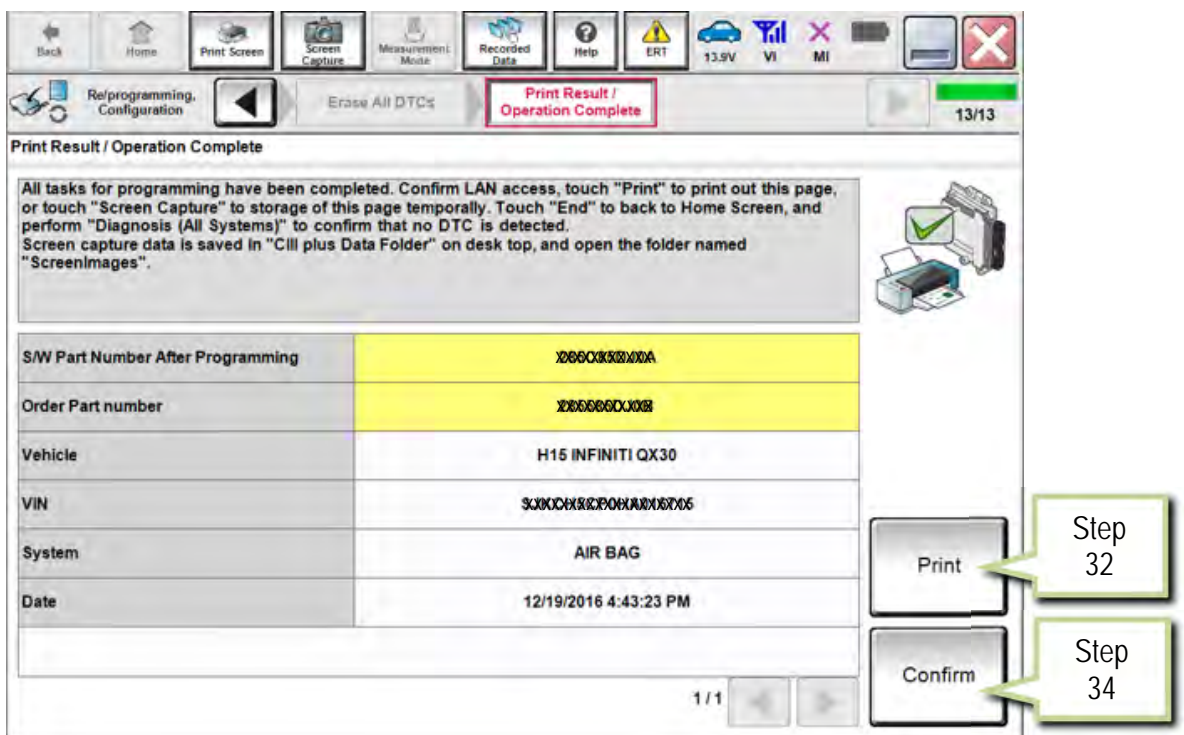 Back
Home
Print Screen
Screen
Capture
Measurement
Mode
Recorded
Data
Help
ERT
13.9V
VI
MI
Re/programming,
Configuration
Erase All DTCs
Print Result /
Operation Complete
13/13
Print Result / Operation Complete
All tasks for programming have been completed. Confirm LAN access, touch "Print" to print out this page,
or touch "Screen Capture" to storage of this page temporally. Touch "End" to back to Home Screen, and
perform "Diagnosis (All Systems)" to confirm that no DTC is detected.
Screen capture data is saved in "CIII plus Data Folder" on desk top, and open the folder named
"ScreenImages".
S/W Part Number After Programming
Order Part number
Vehicle
H15 INFINITI QX30
VIN
System
AIR BAG
Date
12/19/2016 4:43:23 PM
1/1
Print
Step
32
Confirm
Step
34